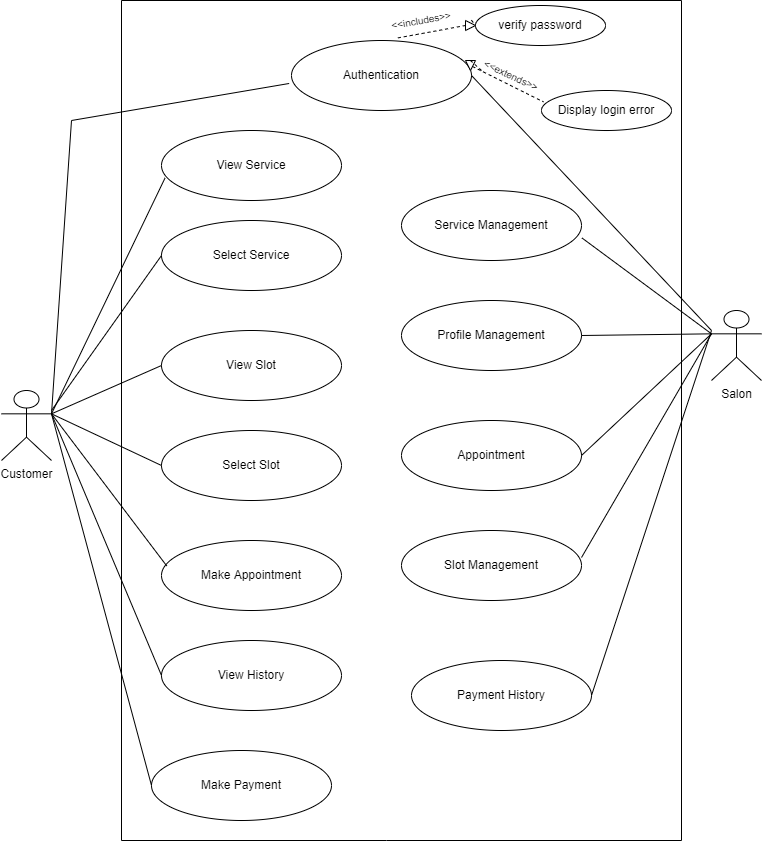 <<includes>>
verify password
Authentication
<<extends>>
Display login error
View Service
Service Management
Select Service
Profile Management
View Slot
Salon
Customer
Appointment
Select Slot
Slot Management
Make Appointment
View History
Payment History
Make Payment